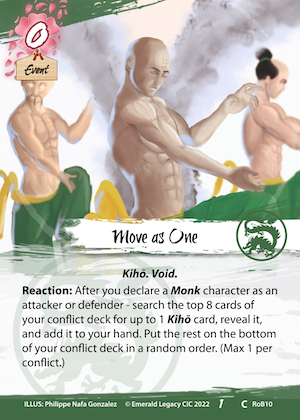 0
Event
Move as One
Kihō. Void.
Reaction: After you declare a Monk character as an
attacker or defender - search the top 8 cards of
your conflict deck for up to 1 Kihō card, reveal it,
and add it to your hand. Put the rest on the bottom
of your conflict deck in a random order. (Max 1 per
conflict.)
ILLUS: Philippe Nafa Gonzalez © Emerald Legacy CIC 2022 1 C RoB10